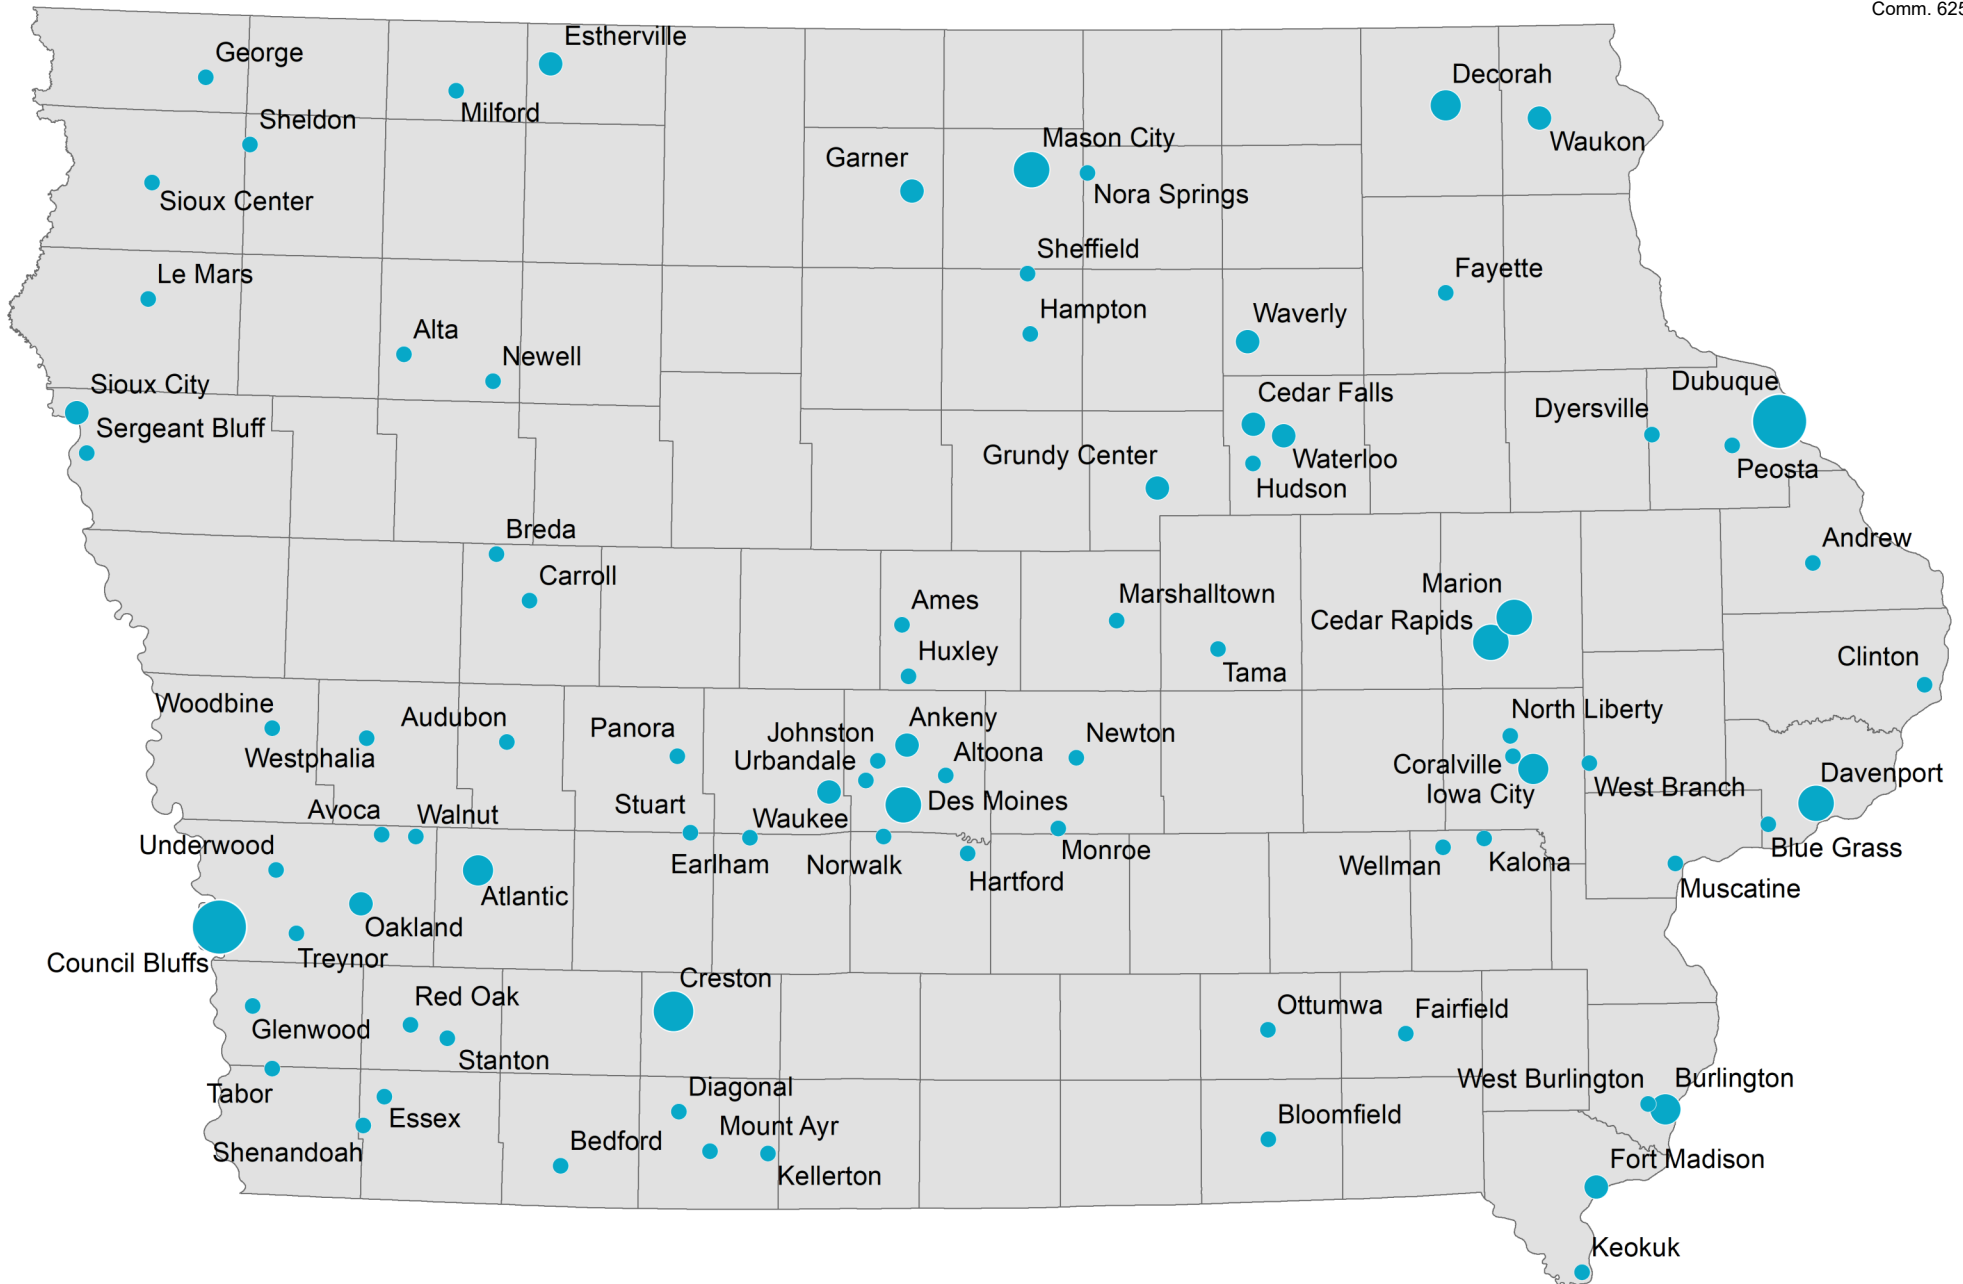 Comm. 625
Estherville
George
Decorah
Milford
Sheldon
Mason City
Waukon
Garner
Nora Springs
Sioux Center
Sheffield
Fayette
Le Mars
Hampton
Waverly
Alta
Newell
Dubuque
Sioux City
Cedar Falls
Dyersville
Sergeant Bluff
Grundy Center
Waterloo
Peosta
Hudson
Breda
Andrew
Carroll
Marion
Marshalltown
Ames
Cedar Rapids
Huxley
Clinton
Tama
Woodbine
North Liberty
Audubon
Ankeny
Panora
Johnston
Newton
Altoona
Westphalia
Urbandale
Coralville
Davenport
West Branch
Iowa City
Des Moines
Stuart
Avoca
Walnut
Waukee
Underwood
Blue Grass
Monroe
Earlham
Norwalk
Wellman
Kalona
Hartford
Muscatine
Atlantic
Oakland
Treynor
Council Bluffs
Creston
Red Oak
Ottumwa
Fairfield
Glenwood
Stanton
West Burlington
Burlington
Diagonal
Tabor
Bloomfield
Essex
Mount Ayr
Bedford
Shenandoah
Fort Madison
Kellerton
Keokuk